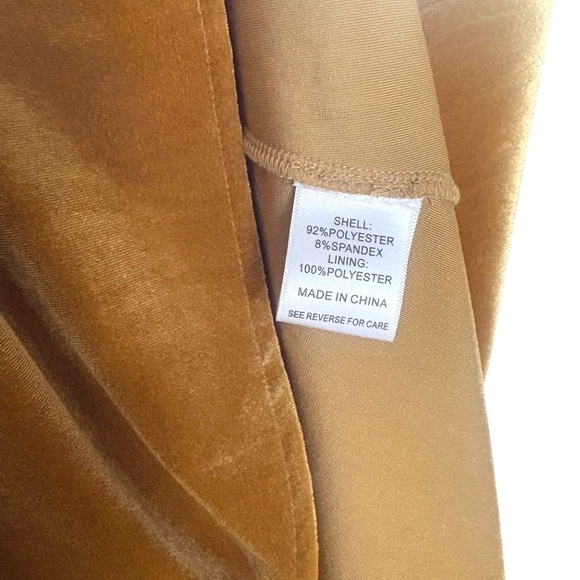 SHELL:
92%POLYESTER
8%SPANDEX
LINING:
100%POLYESTER
MADE IN CHINA
SEE REVERSE FOR CARE